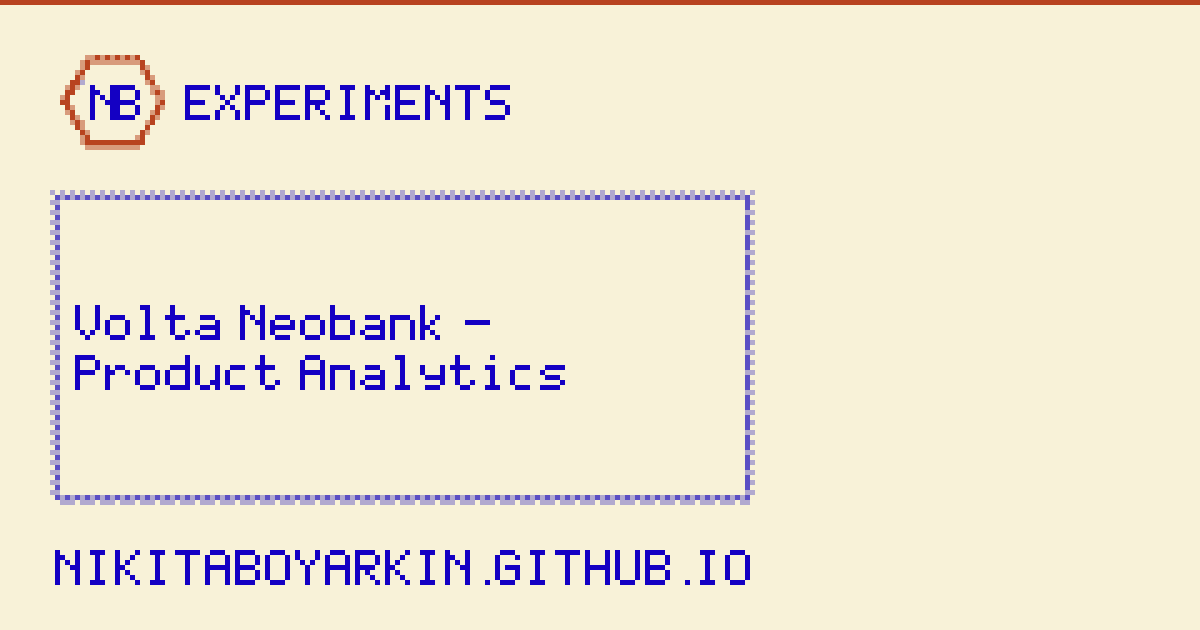 NB EXPERIMENTS
Volta Neobank —
Product Analytics
NIKITABOYARKIN.GITHUB.IO